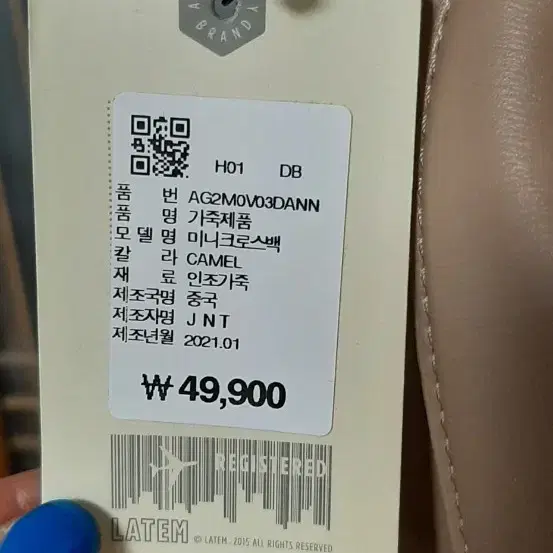 A BRANDY
H01 DB
품 번 AG2M0V03DANN
품 명 가죽제품
모 델 명 미니크로스백
칼 라 CAMEL
재 료 인조가죽
제조국명 중국
제조자명 J N T
제조년월 2021.01
₩ 49,900
REGISTERED
LATEM © LATEM. 2015 ALL RIGHTS RESERVED